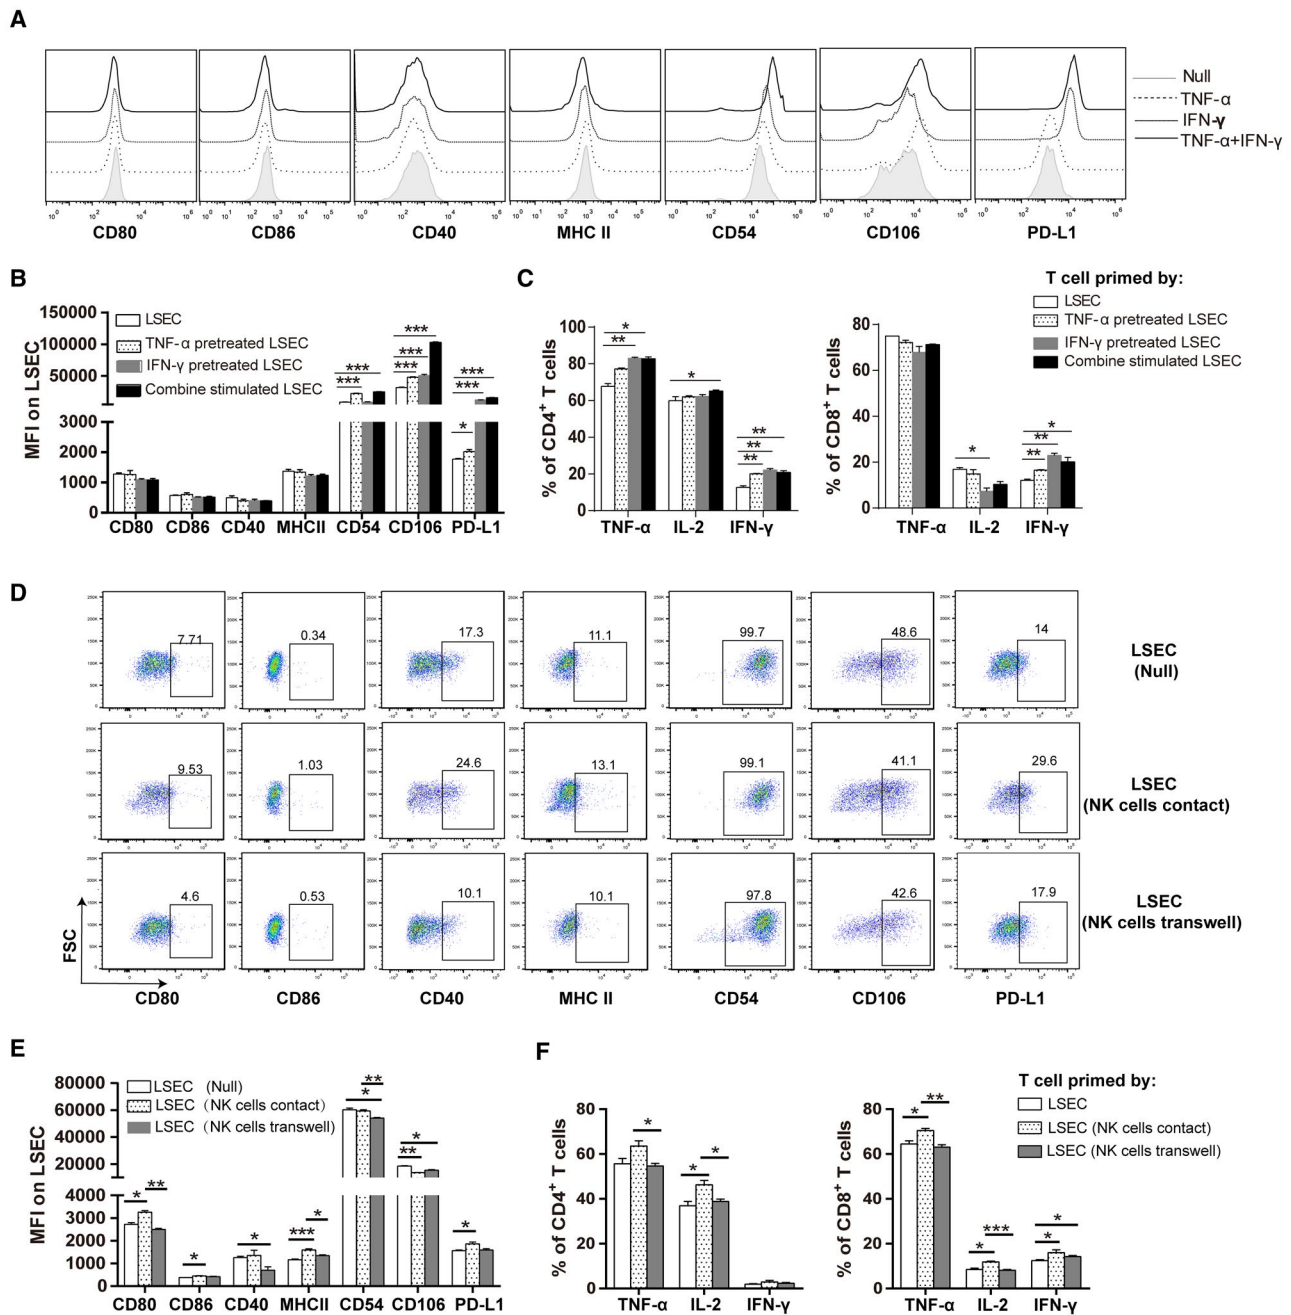 A
Null
TNF-α
IFN-γ
TNF-α+IFN-γ
CD80 CD86 CD40 MHC II CD54 CD106 PD-L1
B
MFI on LSEC
150000
100000
50000
3000
2000
1000
0
LSEC
TNF-α pretreated LSEC
IFN-γ pretreated LSEC
Combine stimulated LSEC
*** *** *** *** *** *** *** *
CD80 CD86 CD40 MHCII CD54 CD106 PD-L1
C
T cell primed by:
LSEC
TNF-α pretreated LSEC
IFN-γ pretreated LSEC
Combine stimulated LSEC
% of CD4+ T cells
100
80
60
40
20
0
* ** * ** ** **
TNF-α IL-2 IFN-γ
% of CD8+ T cells
80
60
40
20
0
* * ** **
TNF-α IL-2 IFN-γ
D
7.71 0.34 17.3 11.1 99.7 48.6 14
LSEC
(Null)
9.53 1.03 24.6 13.1 99.1 41.1 29.6
LSEC
(NK cells contact)
4.6 0.53 10.1 10.1 97.8 42.6 17.9
LSEC
(NK cells transwell)
FSC
CD80 CD86 CD40 MHC II CD54 CD106 PD-L1
E
MFI on LSEC
80000
60000
40000
20000
4000
3000
2000
1000
0
LSEC (Null)
LSEC (NK cells contact)
LSEC (NK cells transwell)
* ** * * *** * ** * * ** *
CD80 CD86 CD40 MHCII CD54 CD106 PD-L1
F
T cell primed by:
LSEC
LSEC (NK cells contact)
LSEC (NK cells transwell)
% of CD4+ T cells
80
60
40
20
0
* * *
TNF-α IL-2 IFN-γ
% of CD8+ T cells
80
60
40
20
0
* ** * *** * *
TNF-α IL-2 IFN-γ